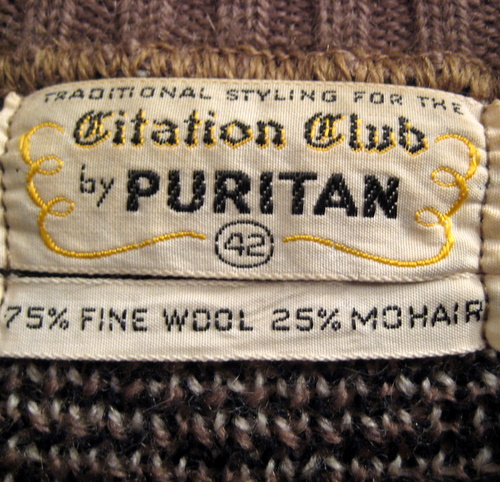 TRADITIONAL STYLING FOR THE
Citation Club
by PURITAN
42
75% FINE WOOL 25% MOHAIR